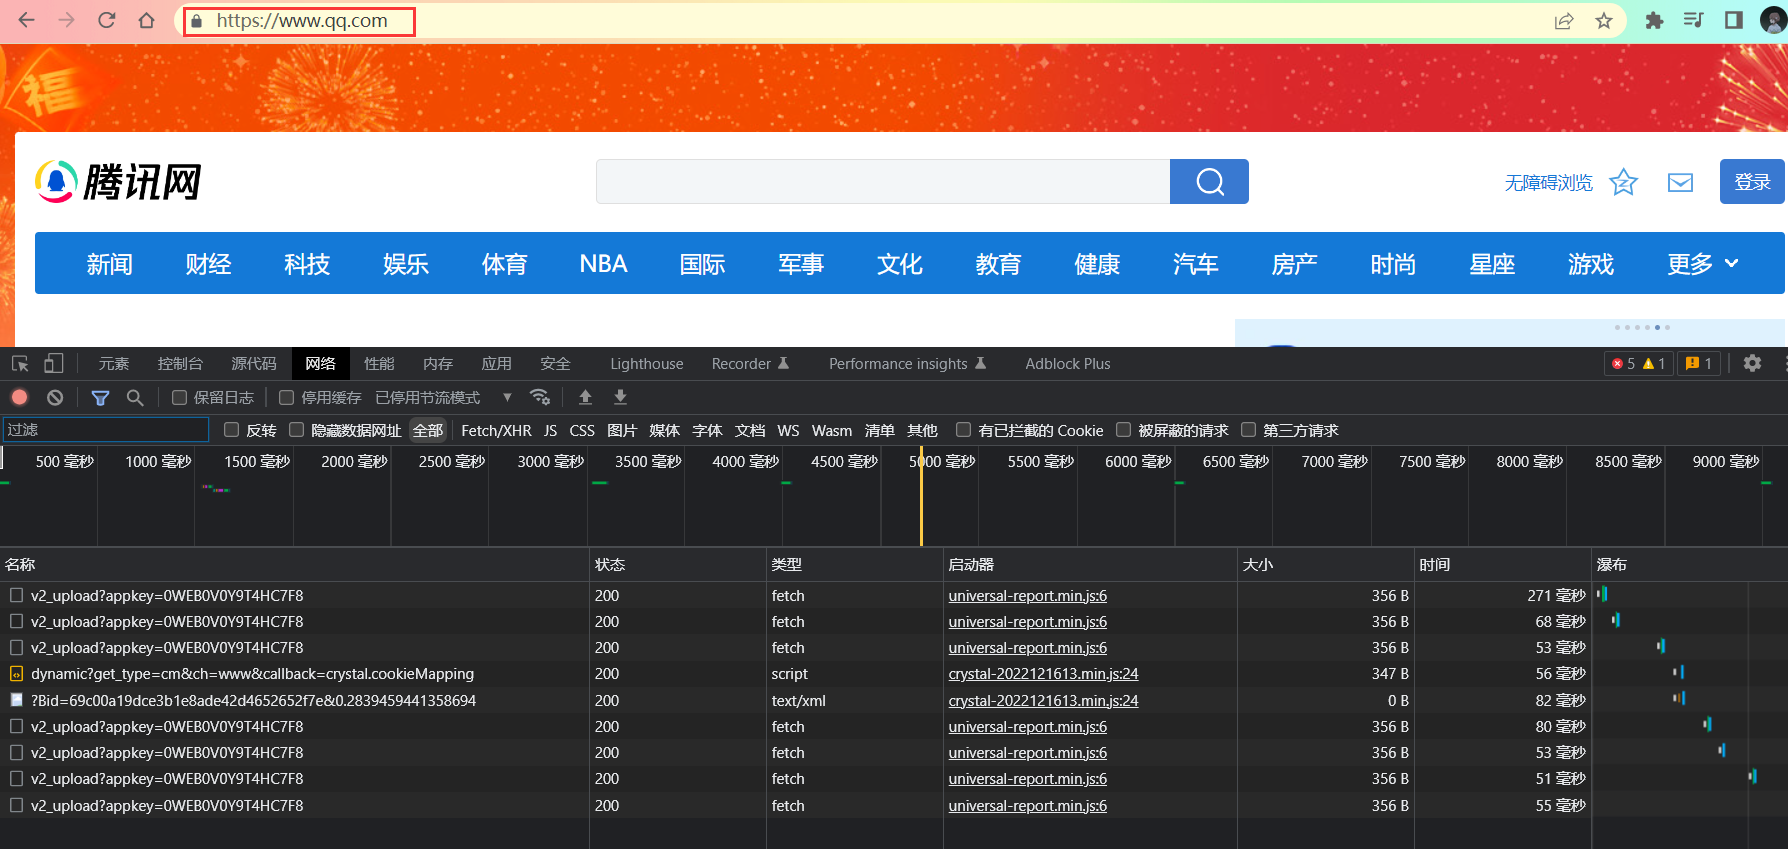 https://www.qq.com
福
腾讯网
无障碍浏览
登录
新闻 财经 科技 娱乐 体育 NBA 国际 军事 文化 教育 健康 汽车 房产 时尚 星座 游戏 更多
元素 控制台 源代码 网络 性能 内存 应用 安全 Lighthouse Recorder Performance insights Adblock Plus 5 1 1
保留日志 停用缓存 已停用节流模式
过滤 反转 隐藏数据网址 全部 Fetch/XHR JS CSS 图片 媒体 字体 文档 WS Wasm 清单 其他 有已拦截的 Cookie 被屏蔽的请求 第三方请求
500 毫秒 1000 毫秒 1500 毫秒 2000 毫秒 2500 毫秒 3000 毫秒 3500 毫秒 4000 毫秒 4500 毫秒 5000 毫秒 5500 毫秒 6000 毫秒 6500 毫秒 7000 毫秒 7500 毫秒 8000 毫秒 8500 毫秒 9000 毫秒
名称 状态 类型 启动器 大小 时间 瀑布
v2_upload?appkey=0WEB0V0Y9T4HC7F8 200 fetch universal-report.min.js:6 356 B 271 毫秒
v2_upload?appkey=0WEB0V0Y9T4HC7F8 200 fetch universal-report.min.js:6 356 B 68 毫秒
v2_upload?appkey=0WEB0V0Y9T4HC7F8 200 fetch universal-report.min.js:6 356 B 53 毫秒
dynamic?get_type=cm&ch=www&callback=crystal.cookieMapping 200 script crystal-2022121613.min.js:24 347 B 56 毫秒
?Bid=69c00a19dce3b1e8ade42d4652652f7e&0.2839459441358694 200 text/xml crystal-2022121613.min.js:24 0 B 82 毫秒
v2_upload?appkey=0WEB0V0Y9T4HC7F8 200 fetch universal-report.min.js:6 356 B 80 毫秒
v2_upload?appkey=0WEB0V0Y9T4HC7F8 200 fetch universal-report.min.js:6 356 B 53 毫秒
v2_upload?appkey=0WEB0V0Y9T4HC7F8 200 fetch universal-report.min.js:6 356 B 51 毫秒
v2_upload?appkey=0WEB0V0Y9T4HC7F8 200 fetch universal-report.min.js:6 356 B 55 毫秒